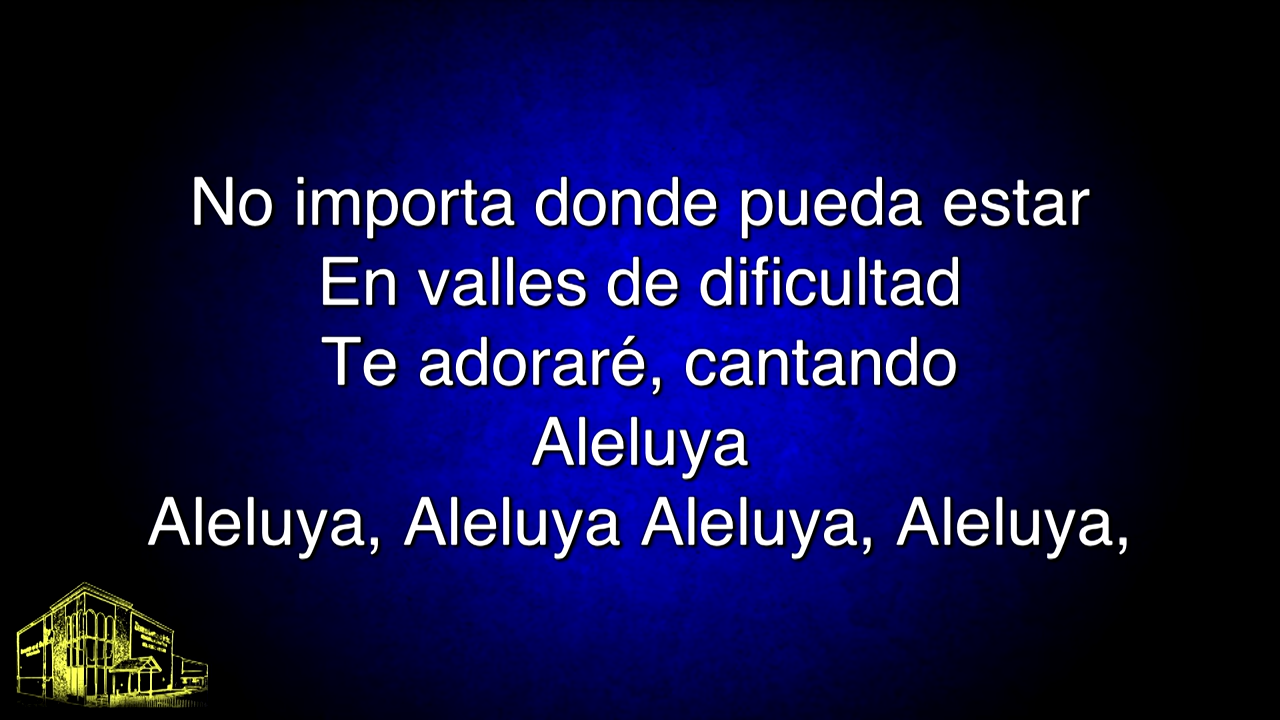 No importa donde pueda estar
En valles de dificultad
Te adoraré, cantando
Aleluya
Aleluya, Aleluya Aleluya, Aleluya,